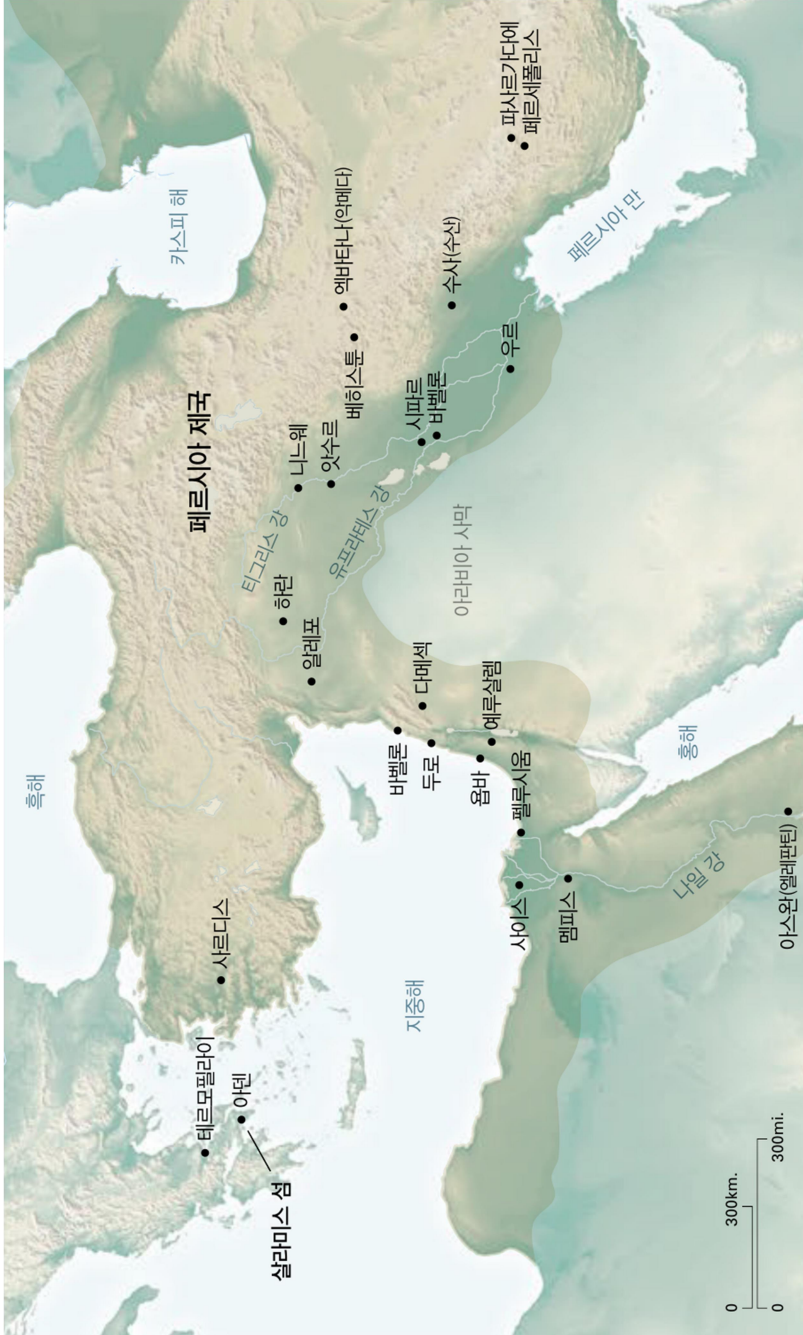 흑해
카스피 해
페르시아 제국
테르모필라이
아덴
살라미스 섬
사르디스
니느웨
앗수르
티그리스 강
유프라테스 강
하란
알레포
엑바타나(악메다)
베히스툰
시파르
바벨론
수사(수산)
우르
파사르가다에
페르세폴리스
페르시아 만
아라비아 사막
다메섹
바벨론
두로
예루살렘
욥바
펠루시움
지중해
사이스
멤피스
홍해
나일 강
아스완(엘레판틴)
0 300km.
0 300mi.